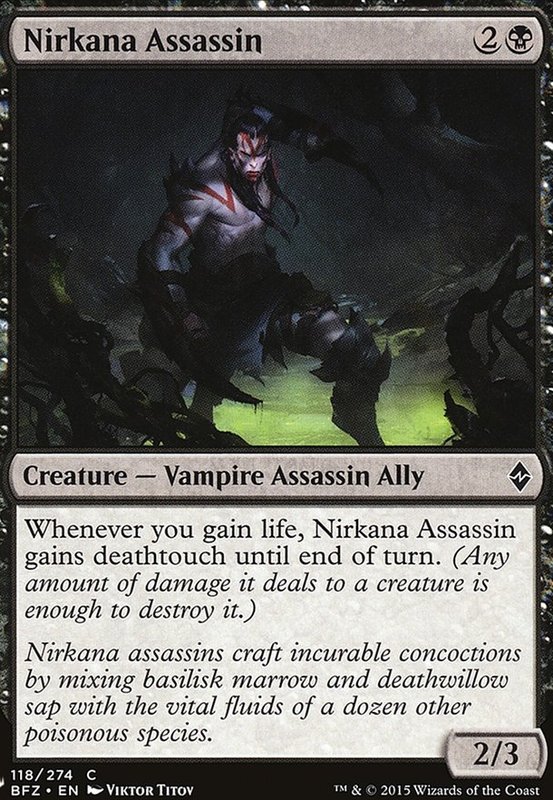 Nirkana Assassin 2
Creature — Vampire Assassin Ally
Whenever you gain life, Nirkana Assassin
gains deathtouch until end of turn. (Any
amount of damage it deals to a creature is
enough to destroy it.)
Nirkana assassins craft incurable concoctions
by mixing basilisk marrow and deathwillow
sap with the vital fluids of a dozen other
poisonous species.
2/3
118/274 C
BFZ • EN Viktor Titov
™ & © 2015 Wizards of the Coast